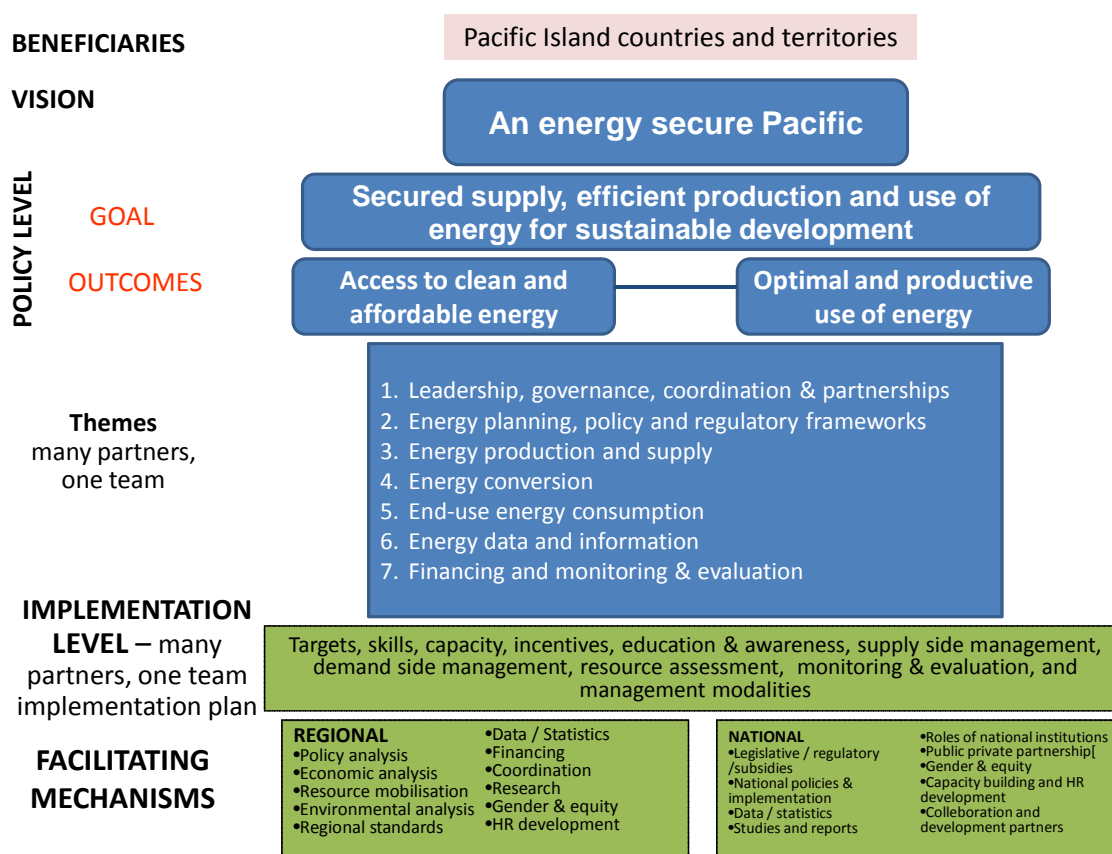 BENEFICIARIES
Pacific Island countries and territories
VISION
An energy secure Pacific
POLICY LEVEL
GOAL
Secured supply, efficient production and use of
energy for sustainable development
OUTCOMES
Access to clean and
affordable energy
Optimal and productive
use of energy
Themes
many partners,
one team
1. Leadership, governance, coordination & partnerships
2. Energy planning, policy and regulatory frameworks
3. Energy production and supply
4. Energy conversion
5. End-use energy consumption
6. Energy data and information
7. Financing and monitoring & evaluation
IMPLEMENTATION
LEVEL – many
partners, one team
implementation plan
Targets, skills, capacity, incentives, education & awareness, supply side management,
demand side management, resource assessment, monitoring & evaluation, and
management modalities
FACILITATING
MECHANISMS
REGIONAL
•Policy analysis
•Economic analysis
•Resource mobilisation
•Environmental analysis
•Regional standards
•Data / Statistics
•Financing
•Coordination
•Research
•Gender & equity
•HR development
NATIONAL
•Legislative / regulatory
/subsidies
•National policies &
implementation
•Data / statistics
•Studies and reports
•Roles of national institutions
•Public private partnership[
•Gender & equity
•Capacity building and HR
development
•Colleboration and
development partners